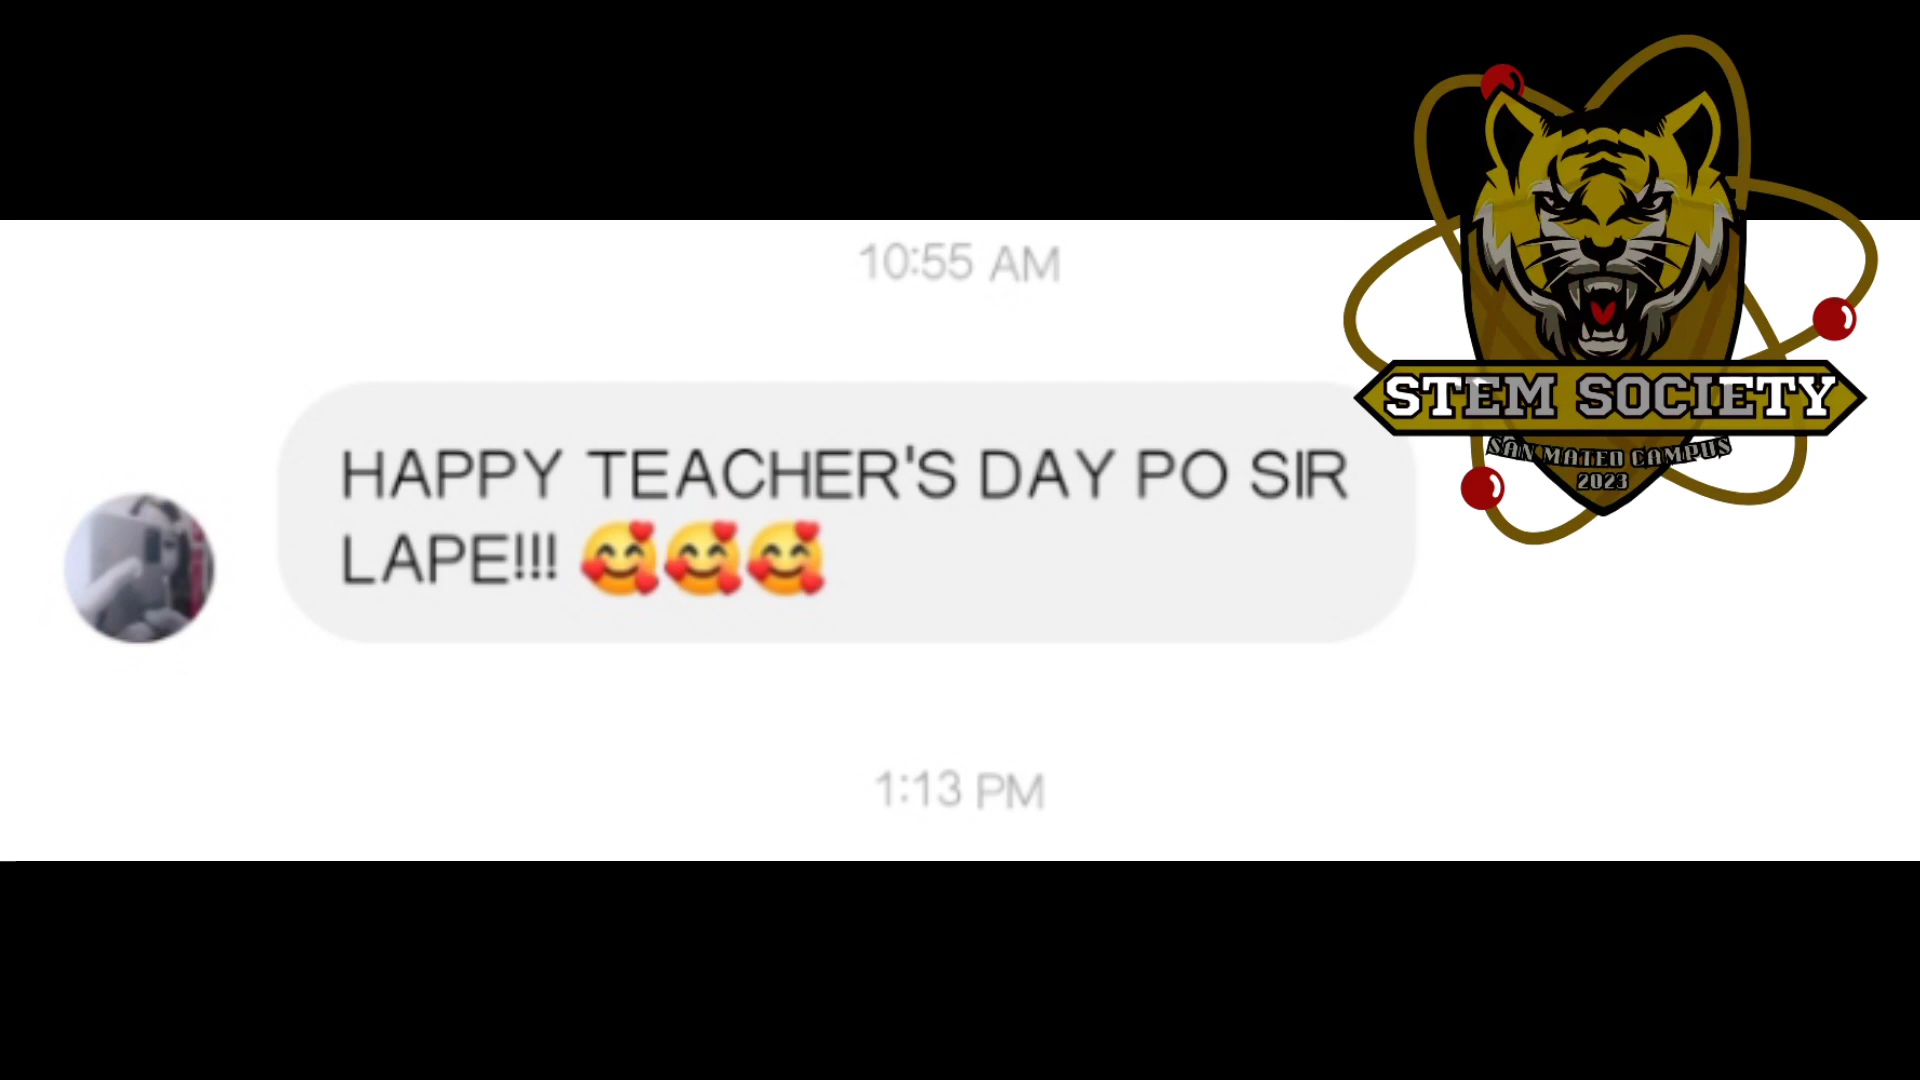 10:55 AM
HAPPY TEACHER'S DAY PO SIR
LAPE!!! 🥰🥰🥰
1:13 PM
STEM SOCIETY
SAN MATEO CAMPUS
2023